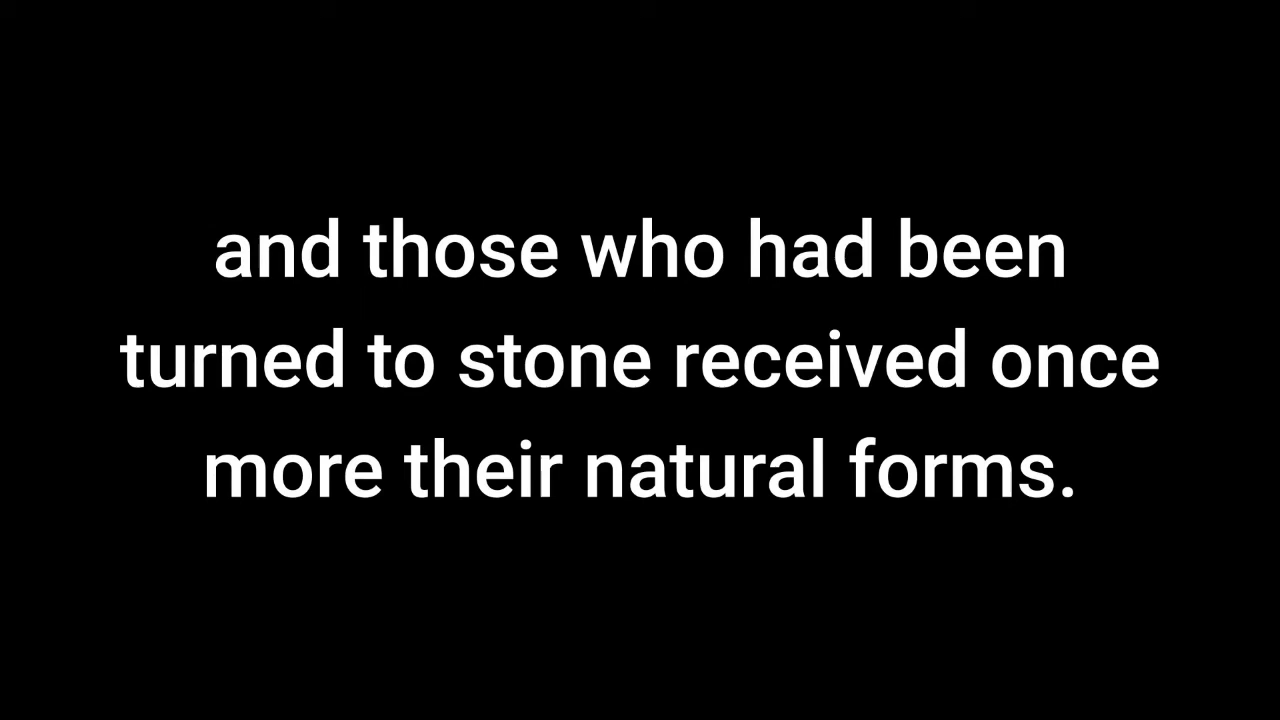 and those who had been
turned to stone received once
more their natural forms.